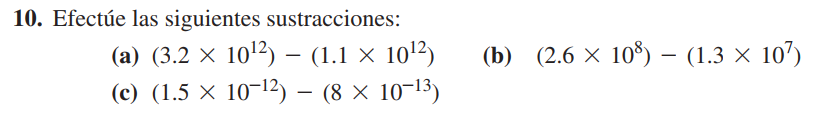 10. Efectúe las siguientes sustracciones:
(a) (3.2 × 10¹²) − (1.1 × 10¹²) (b) (2.6 × 10⁸) − (1.3 × 10⁷)
(c) (1.5 × 10⁻¹²) − (8 × 10⁻¹³)